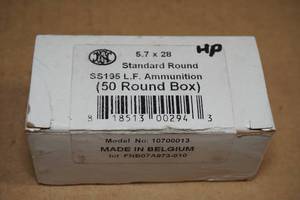 5.7 x 28
HP
Standard Round
SS195 L.F. Ammunition
(50 Round Box)
8 18513 00294 3
Model No: 10700013
MADE IN BELGIUM
for FNB07A973-010